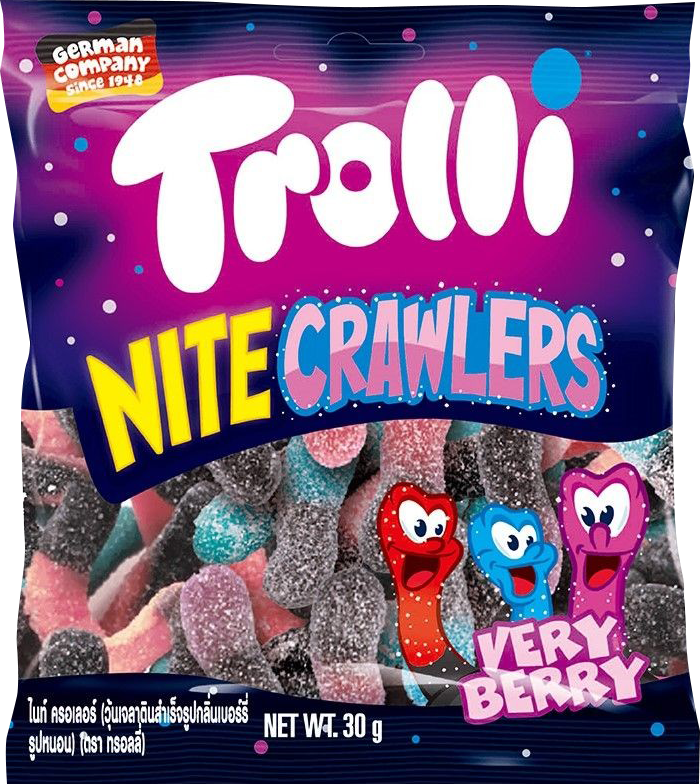 GERMAN
COMPANY
since 1948
Trolli
NITE CRAWLERS
VERY
BERRY
ไนท์ ครอเลอร์ (วุ้นเจลาตินสำเร็จรูปกลิ่นเบอร์รี่
รูปหนอน) (ตรา ทรอลลี่)
NET WT. 30 g